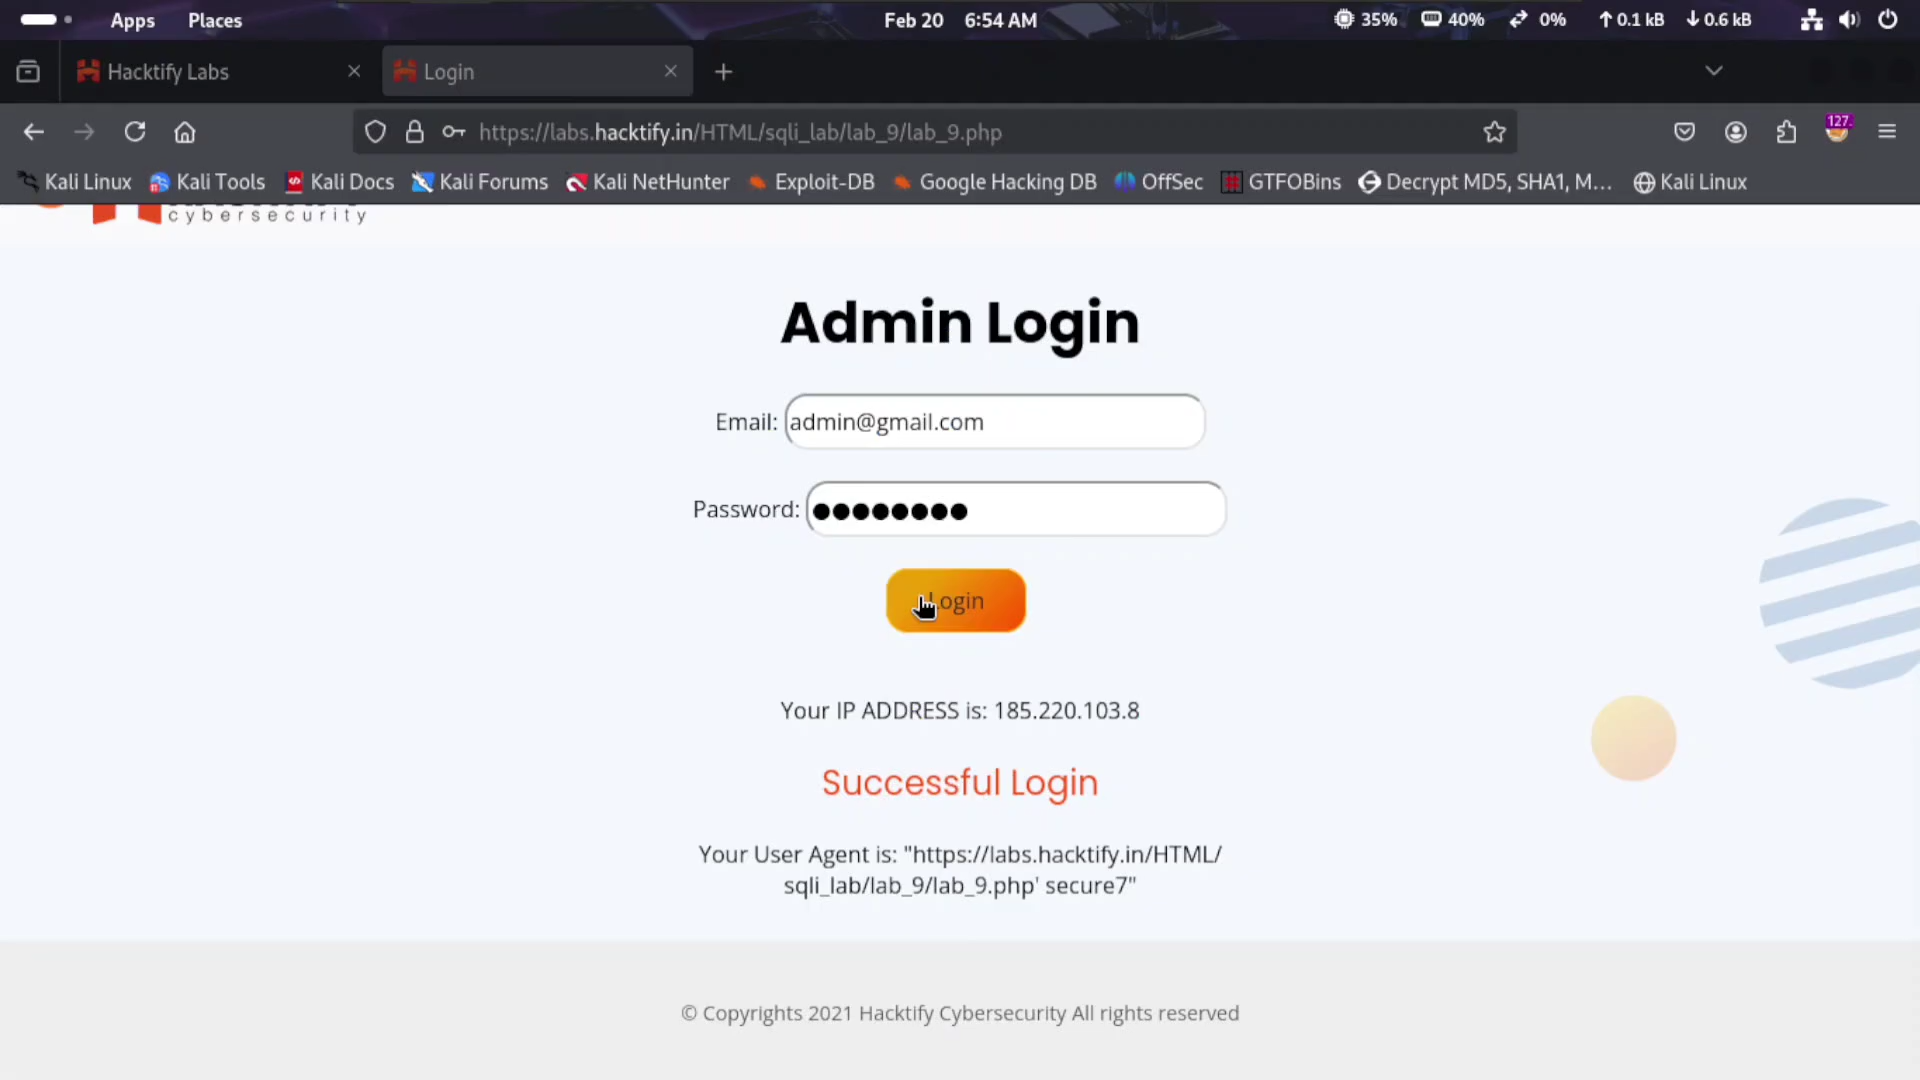 Apps Places Feb 20 6:54 AM 35% 40% 0% ↑0.1 kB ↓0.6 kB
Hacktify Labs Login
https://labs.hacktify.in/HTML/sqli_lab/lab_9/lab_9.php 127.
Kali Linux Kali Tools Kali Docs Kali Forums Kali NetHunter Exploit-DB Google Hacking DB OffSec GTFOBins Decrypt MD5, SHA1, M... Kali Linux
cybersecurity
Admin Login
Email: admin@gmail.com
Password: ●●●●●●●●
Login
Your IP ADDRESS is: 185.220.103.8
Successful Login
Your User Agent is: "https://labs.hacktify.in/HTML/
sqli_lab/lab_9/lab_9.php' secure7"
© Copyrights 2021 Hacktify Cybersecurity All rights reserved